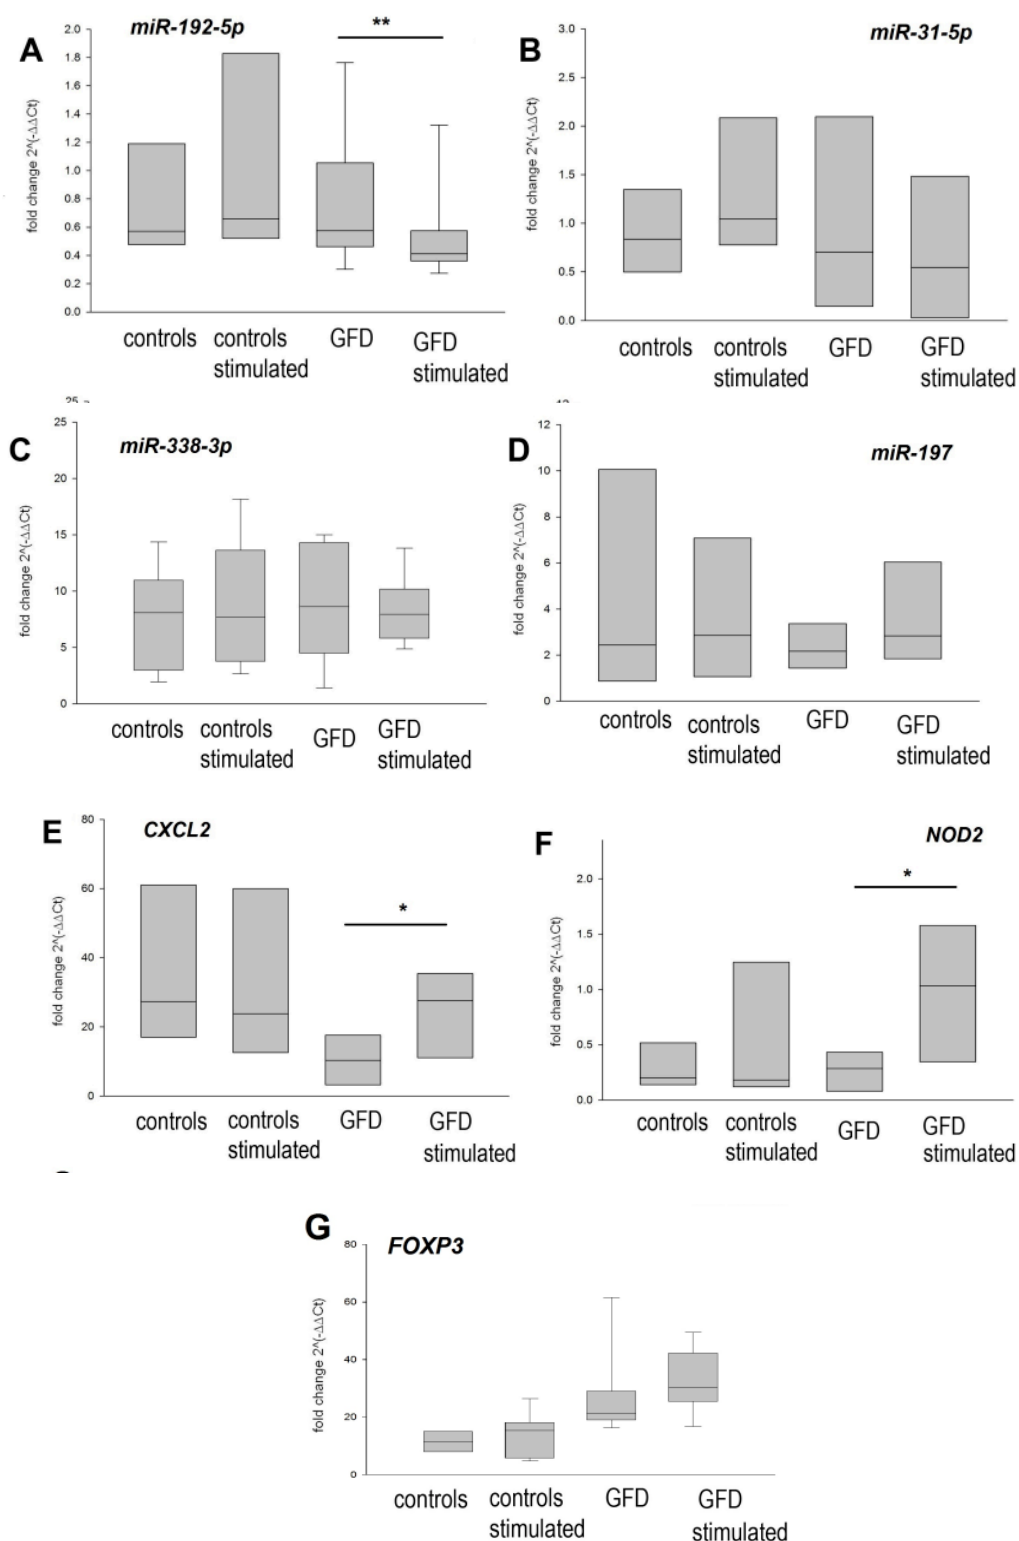 A
miR-192-5p
**
fold change 2^(-ΔΔCt)
2.0
1.8
1.6
1.4
1.2
1.0
0.8
0.6
0.4
0.2
0.0
controls
controls
stimulated
GFD
GFD
stimulated
B
miR-31-5p
fold change 2^(-ΔΔCt)
3.0
2.5
2.0
1.5
1.0
0.5
0.0
controls
controls
stimulated
GFD
GFD
stimulated
C
miR-338-3p
fold change 2^(-ΔΔCt)
25
20
15
10
5
0
controls
controls
stimulated
GFD
GFD
stimulated
D
miR-197
fold change 2^(-ΔΔCt)
12
10
8
6
4
2
0
controls
controls
stimulated
GFD
GFD
stimulated
E
CXCL2
*
fold change 2^(-ΔΔCt)
80
60
40
20
0
controls
controls
stimulated
GFD
GFD
stimulated
F
NOD2
*
fold change 2^(-ΔΔCt)
2.0
1.5
1.0
0.5
0.0
controls
controls
stimulated
GFD
GFD
stimulated
G
FOXP3
fold change 2^(-ΔΔCt)
80
60
40
20
0
controls
controls
stimulated
GFD
GFD
stimulated